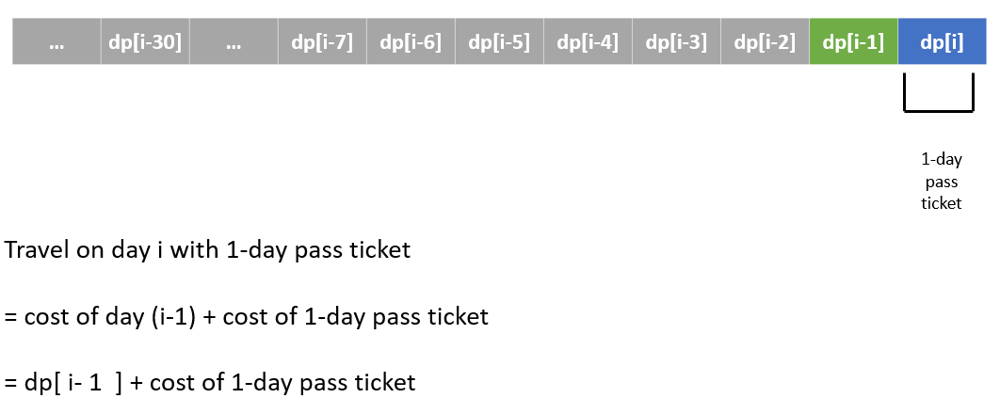 ... dp[i-30] ... dp[i-7] dp[i-6] dp[i-5] dp[i-4] dp[i-3] dp[i-2] dp[i-1] dp[i]
1-day
pass
ticket
Travel on day i with 1-day pass ticket
= cost of day (i-1) + cost of 1-day pass ticket
= dp[ i- 1  ] + cost of 1-day pass ticket